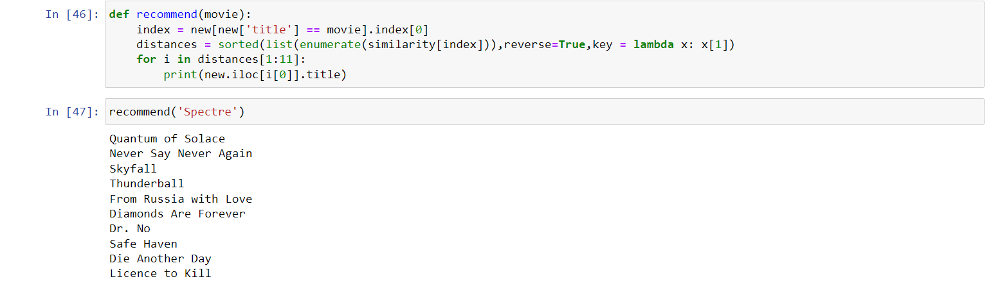 In [46]: def recommend(movie):
    index = new[new['title'] == movie].index[0]
    distances = sorted(list(enumerate(similarity[index])),reverse=True,key = lambda x: x[1])
    for i in distances[1:11]:
        print(new.iloc[i[0]].title)
In [47]: recommend('Spectre')
Quantum of Solace
Never Say Never Again
Skyfall
Thunderball
From Russia with Love
Diamonds Are Forever
Dr. No
Safe Haven
Die Another Day
Licence to Kill